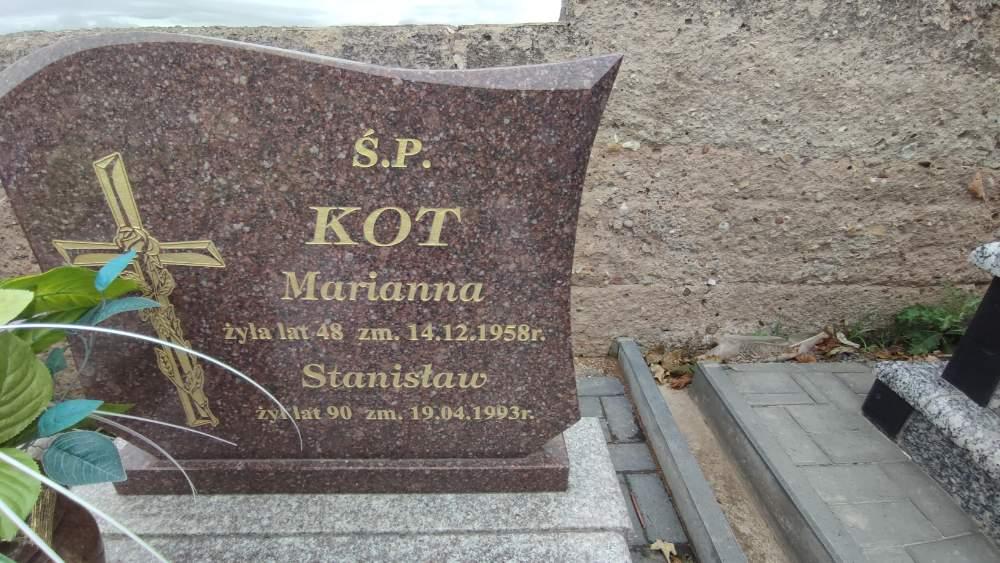 Ś.P.
KOT
Marianna
żyła lat 48 zm. 14.12.1958r.
Stanisław
żył lat 90 zm. 19.04.1993r.